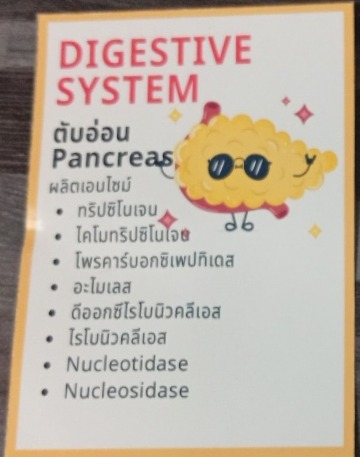 DIGESTIVE
SYSTEM
ตับอ่อน
Pancreas
ผลิตเอนไซม์
• ทริปซิโนเจน
• ไคโมทริปซิโนเจน
• โพรคาร์บอกซิเพปทิเดส
• อะไมเลส
• ดีออกซีไรโบนิวคลีเอส
• ไรโบนิวคลีเอส
• Nucleotidase
• Nucleosidase